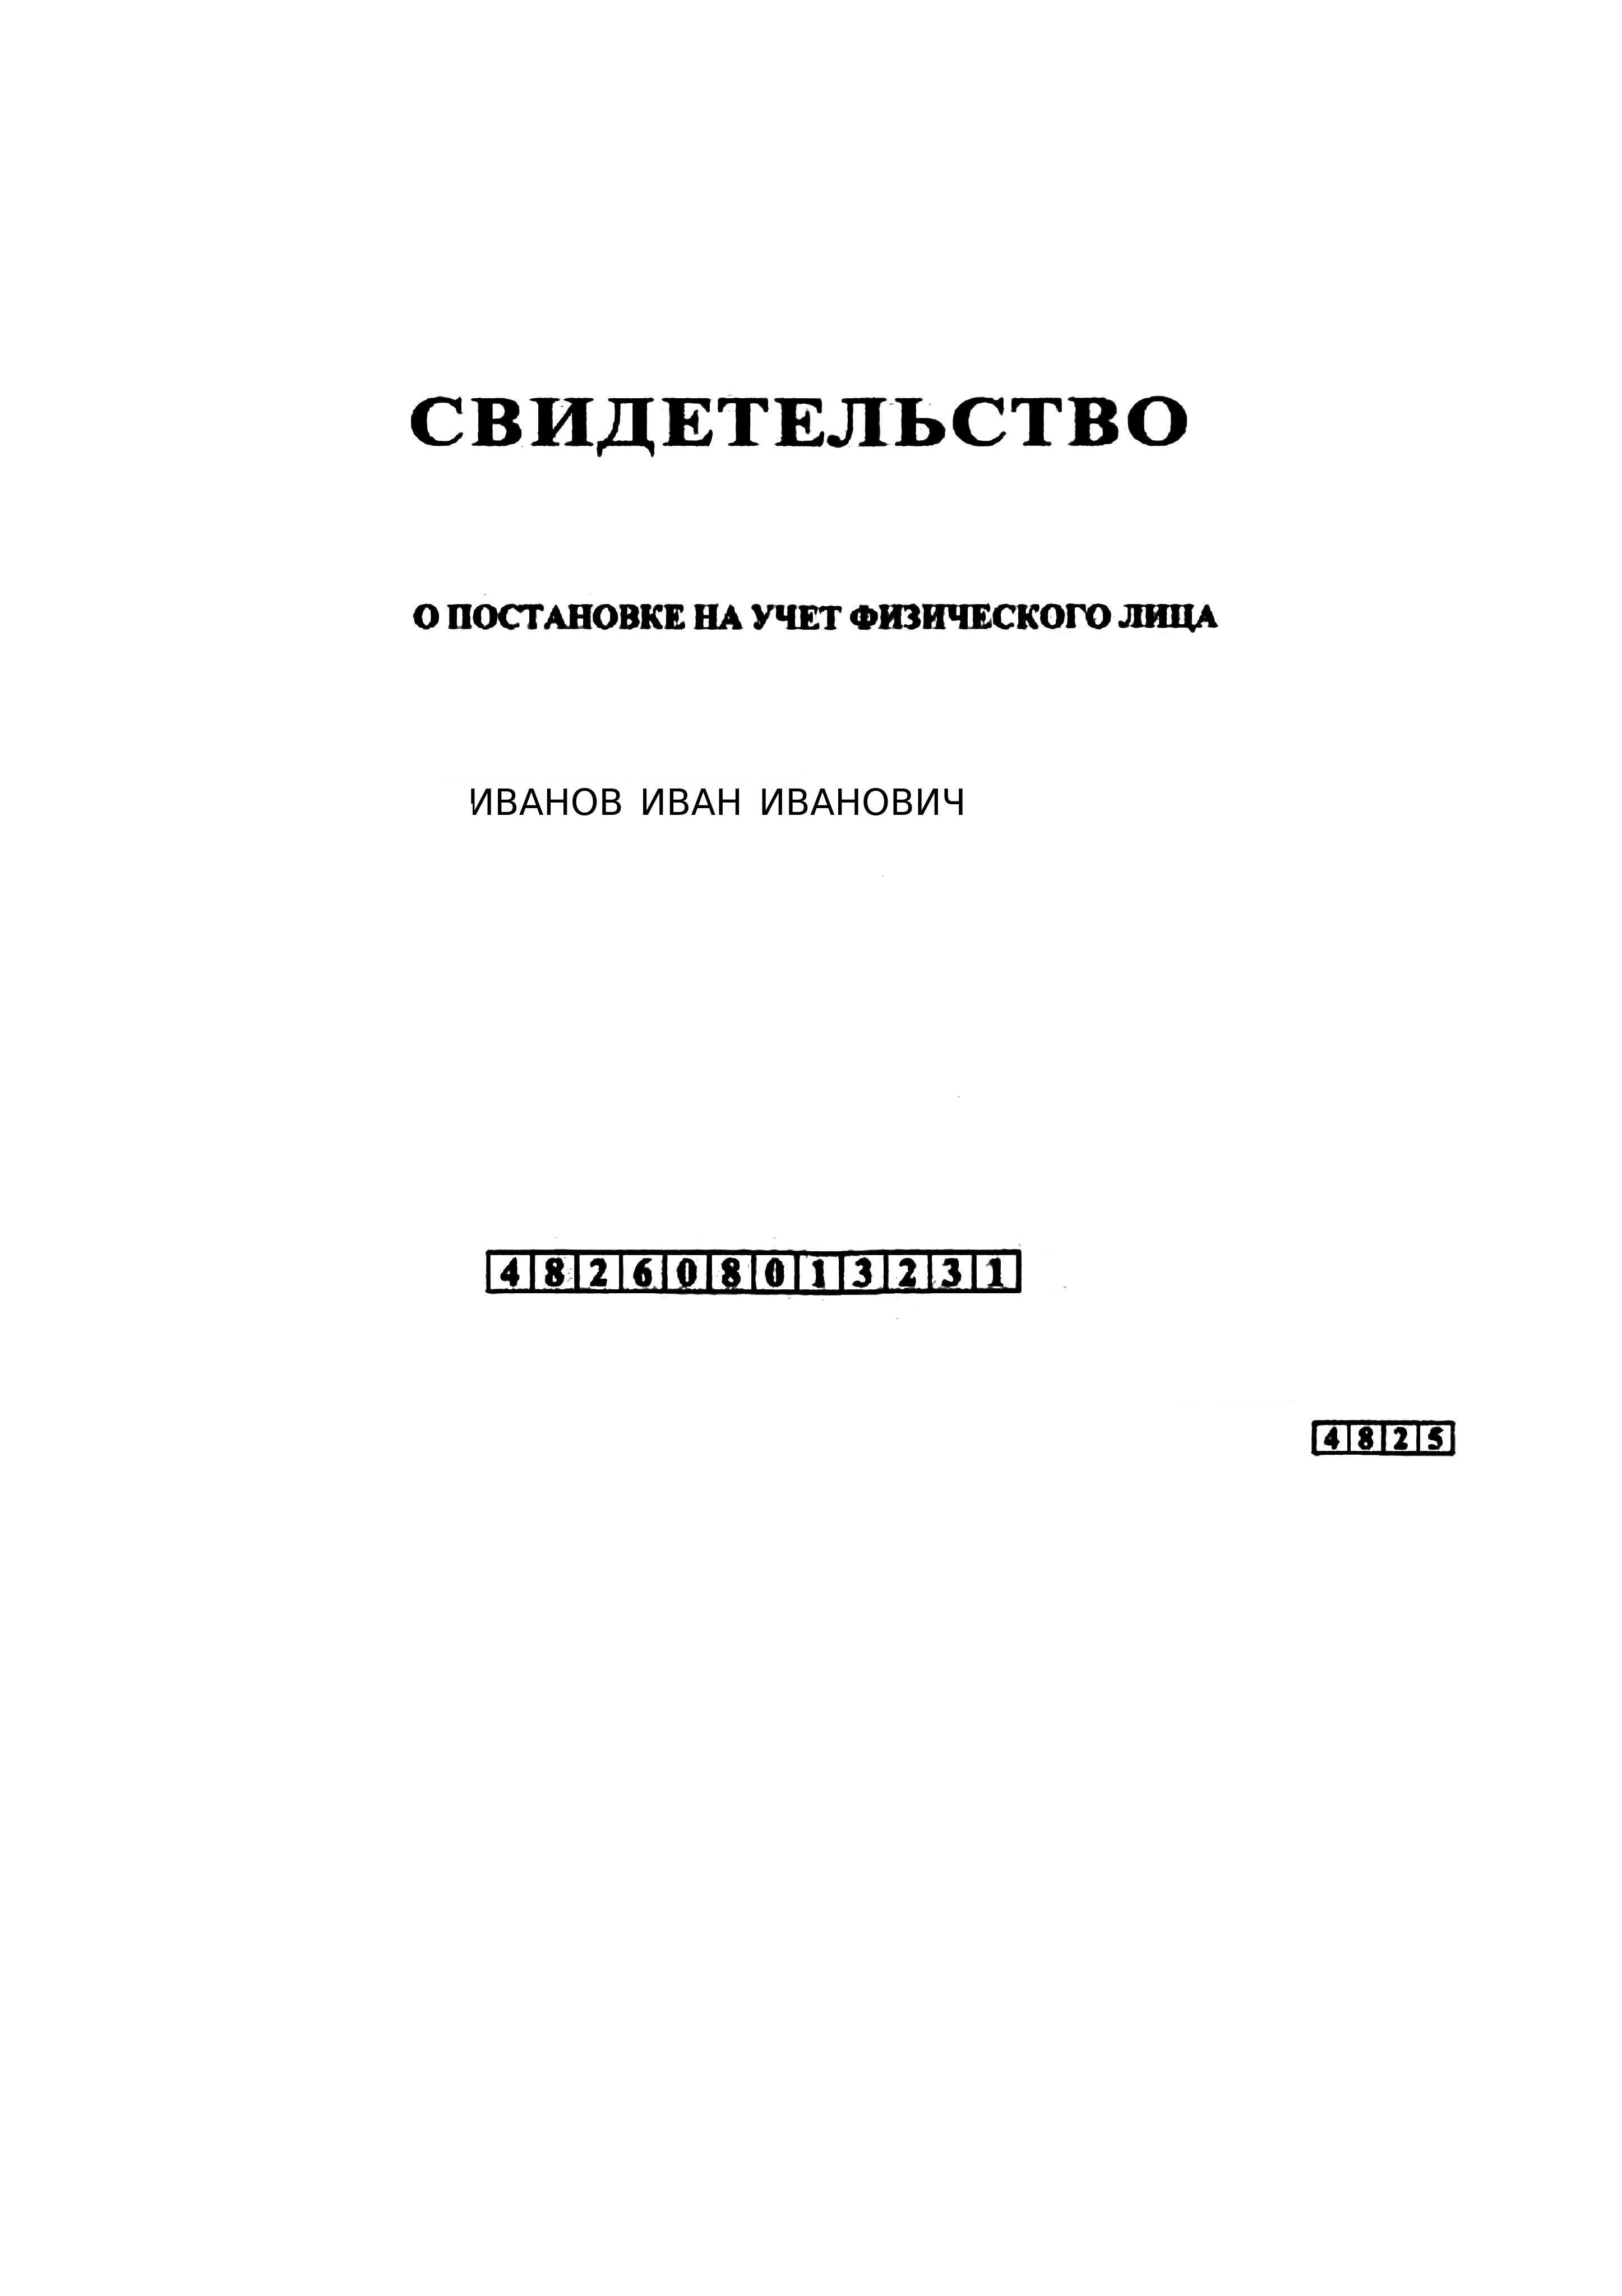 СВИДЕТЕЛЬСТВО
О ПОСТАНОВКЕ НА УЧЕТ ФИЗИЧЕСКОГО ЛИЦА
ИВАНОВ ИВАН ИВАНОВИЧ
482608013231
4825